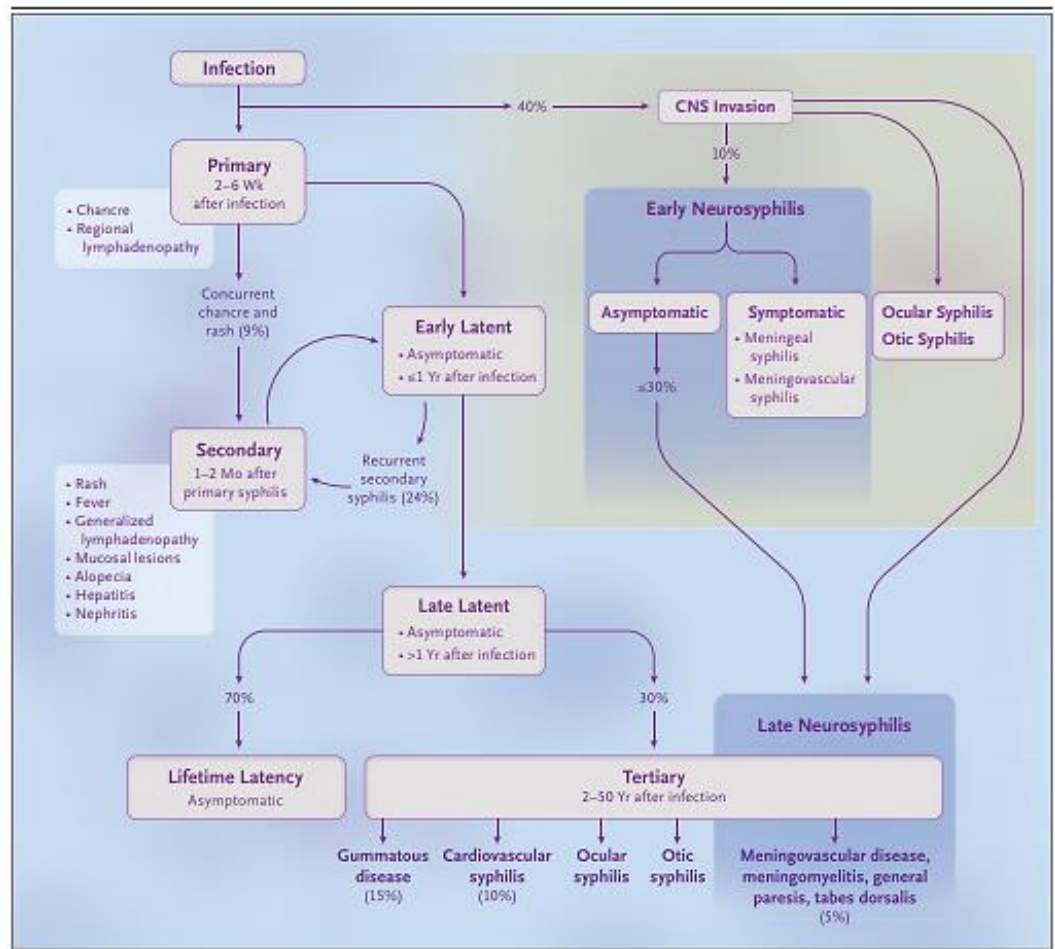 Infection
40%
CNS Invasion
10%
Primary
2–6 Wk
after infection
• Chancre
• Regional
lymphadenopathy
Early Neurosyphilis
Concurrent
chancre and
rash (9%)
Early Latent
• Asymptomatic
• ≤1 Yr after infection
Asymptomatic
≤30%
Symptomatic
• Meningeal
syphilis
• Meningovascular
syphilis
Ocular Syphilis
Otic Syphilis
Secondary
1–2 Mo after
primary syphilis
Recurrent
secondary
syphilis (24%)
• Rash
• Fever
• Generalized
lymphadenopathy
• Mucosal lesions
• Alopecia
• Hepatitis
• Nephritis
Late Latent
• Asymptomatic
• >1 Yr after infection
70%
30%
Late Neurosyphilis
Lifetime Latency
Asymptomatic
Tertiary
2–50 Yr after infection
Gummatous
disease
(15%)
Cardiovascular
syphilis
(10%)
Ocular
syphilis
Otic
syphilis
Meningovascular disease,
meningomyelitis, general
paresis, tabes dorsalis
(5%)